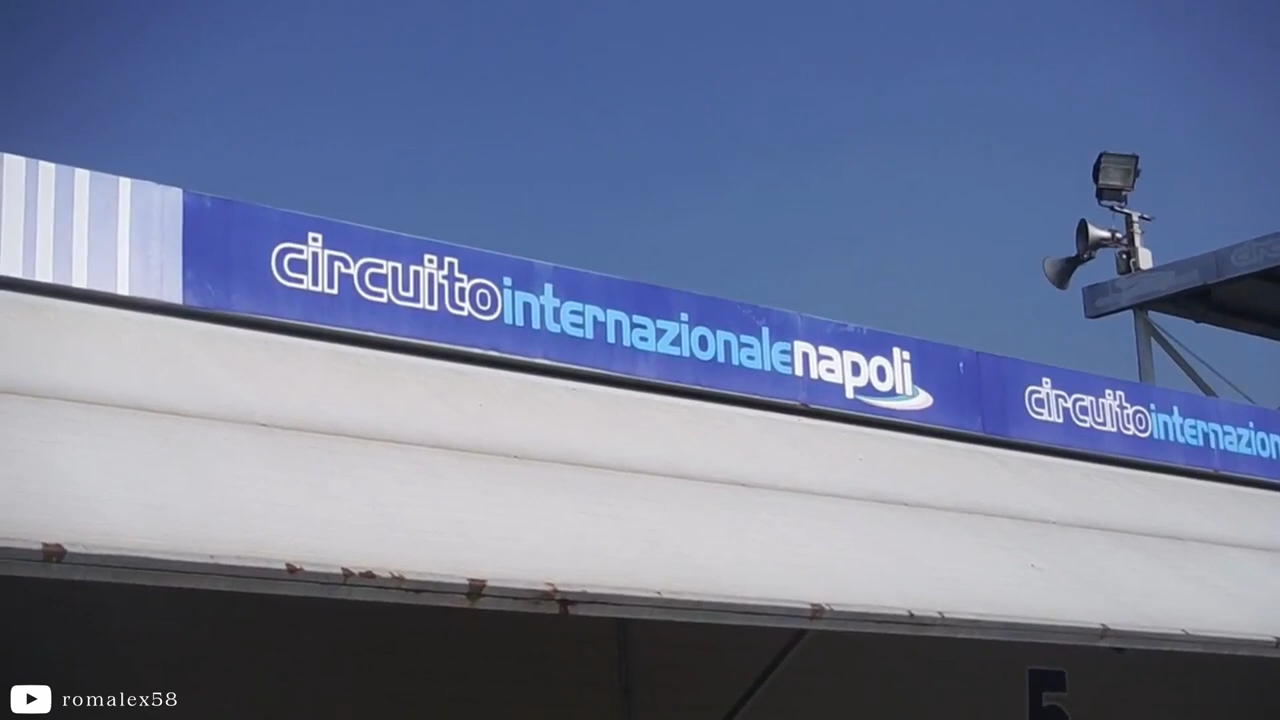 circuitointernazionalenapoli
circuitointernazion
5
romalex58